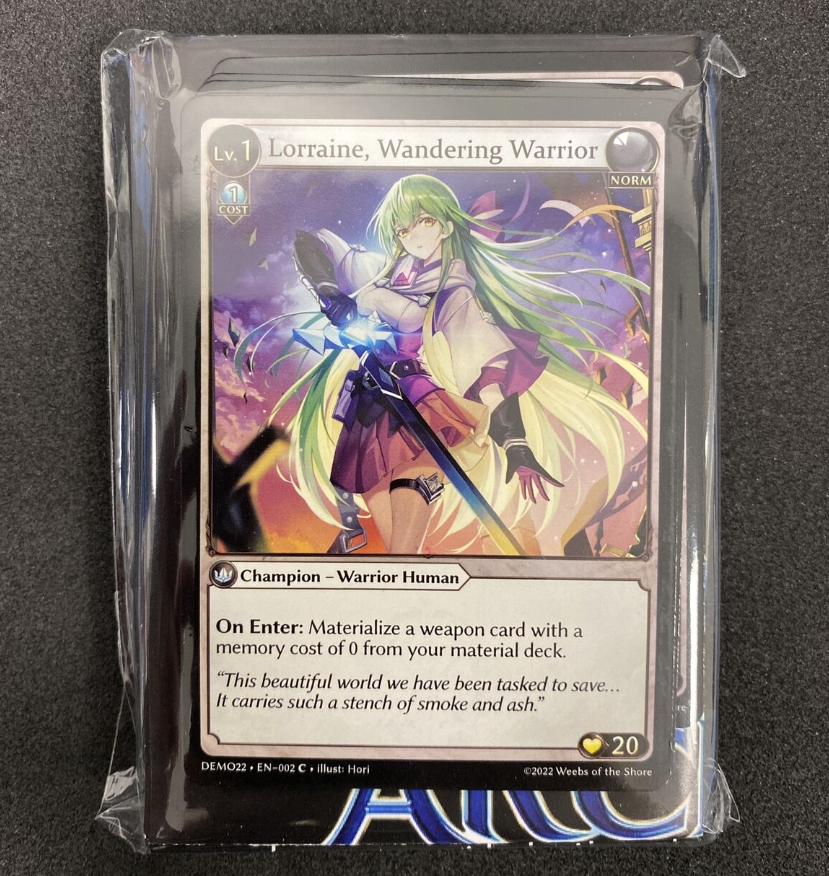 Lv. 1 Lorraine, Wandering Warrior
NORM
1
COST
Champion – Warrior Human
On Enter: Materialize a weapon card with a
memory cost of 0 from your material deck.
“This beautiful world we have been tasked to save…
It carries such a stench of smoke and ash.”
20
DEMO22 • EN–002 C • illust: Hori
©2022 Weebs of the Shore